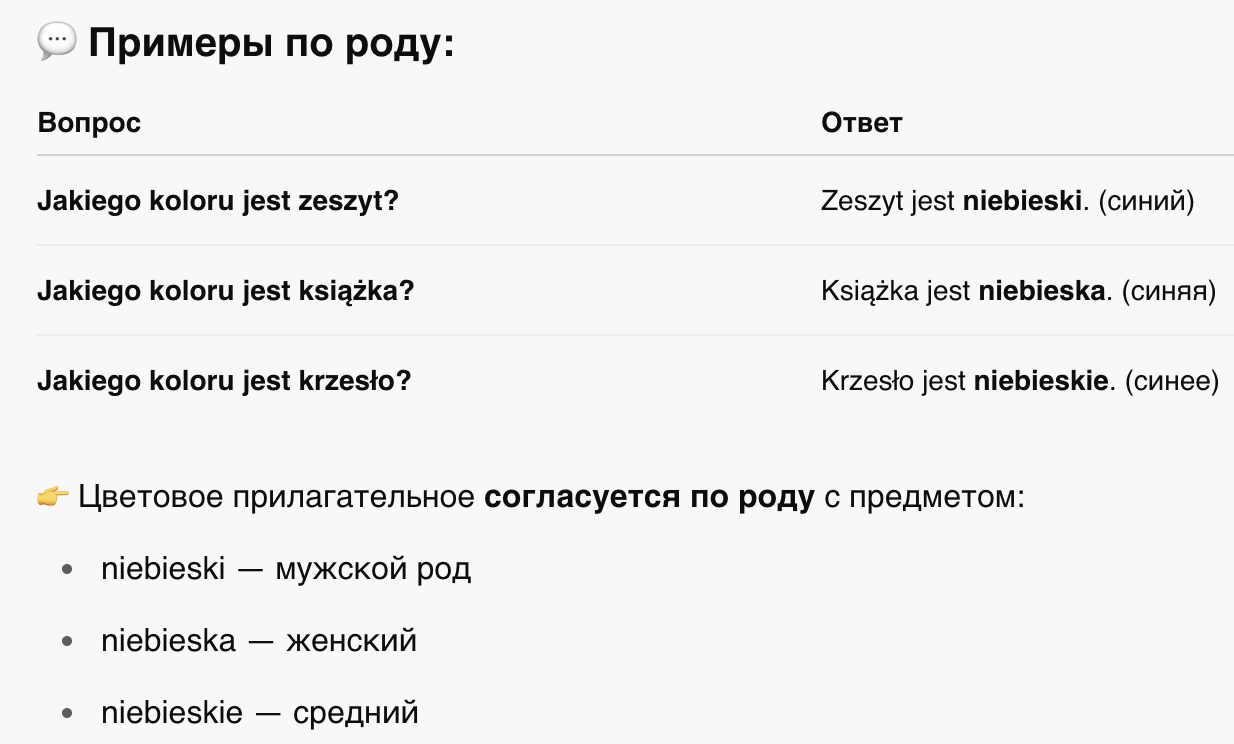 💬 Примеры по роду:
Вопрос Ответ
Jakiego koloru jest zeszyt? Zeszyt jest niebieski. (синий)
Jakiego koloru jest książka? Książka jest niebieska. (синяя)
Jakiego koloru jest krzesło? Krzesło jest niebieskie. (синее)
👉 Цветовое прилагательное согласуется по роду с предметом:
• niebieski — мужской род
• niebieska — женский
• niebieskie — средний